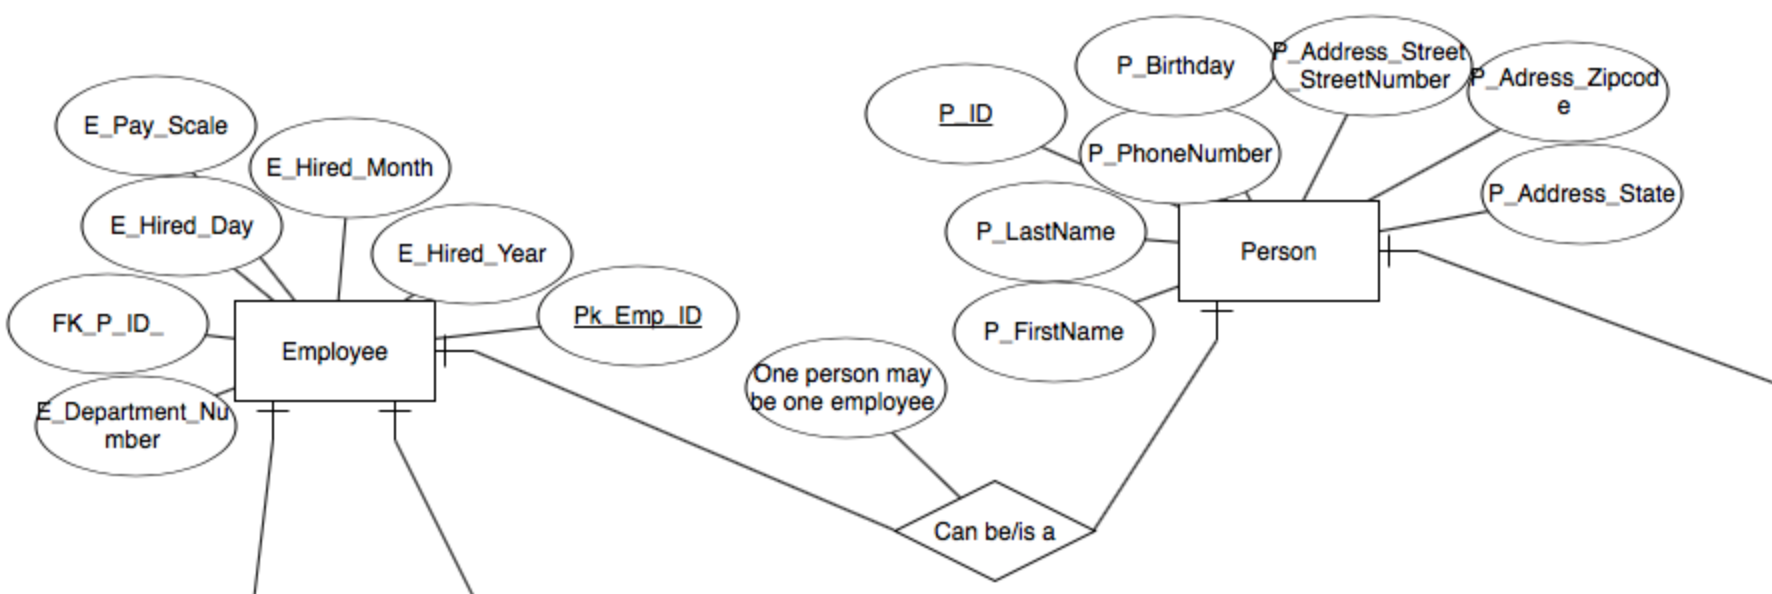 E_Pay_Scale
E_Hired_Month
E_Hired_Day
E_Hired_Year
FK_P_ID_
Pk_Emp_ID
Employee
E_Department_Nu
mber
P_ID
P_Birthday
P_Address_Street
_StreetNumber
P_Adress_Zipcod
e
P_PhoneNumber
P_Address_State
P_LastName
Person
P_FirstName
One person may
be one employee
Can be/is a